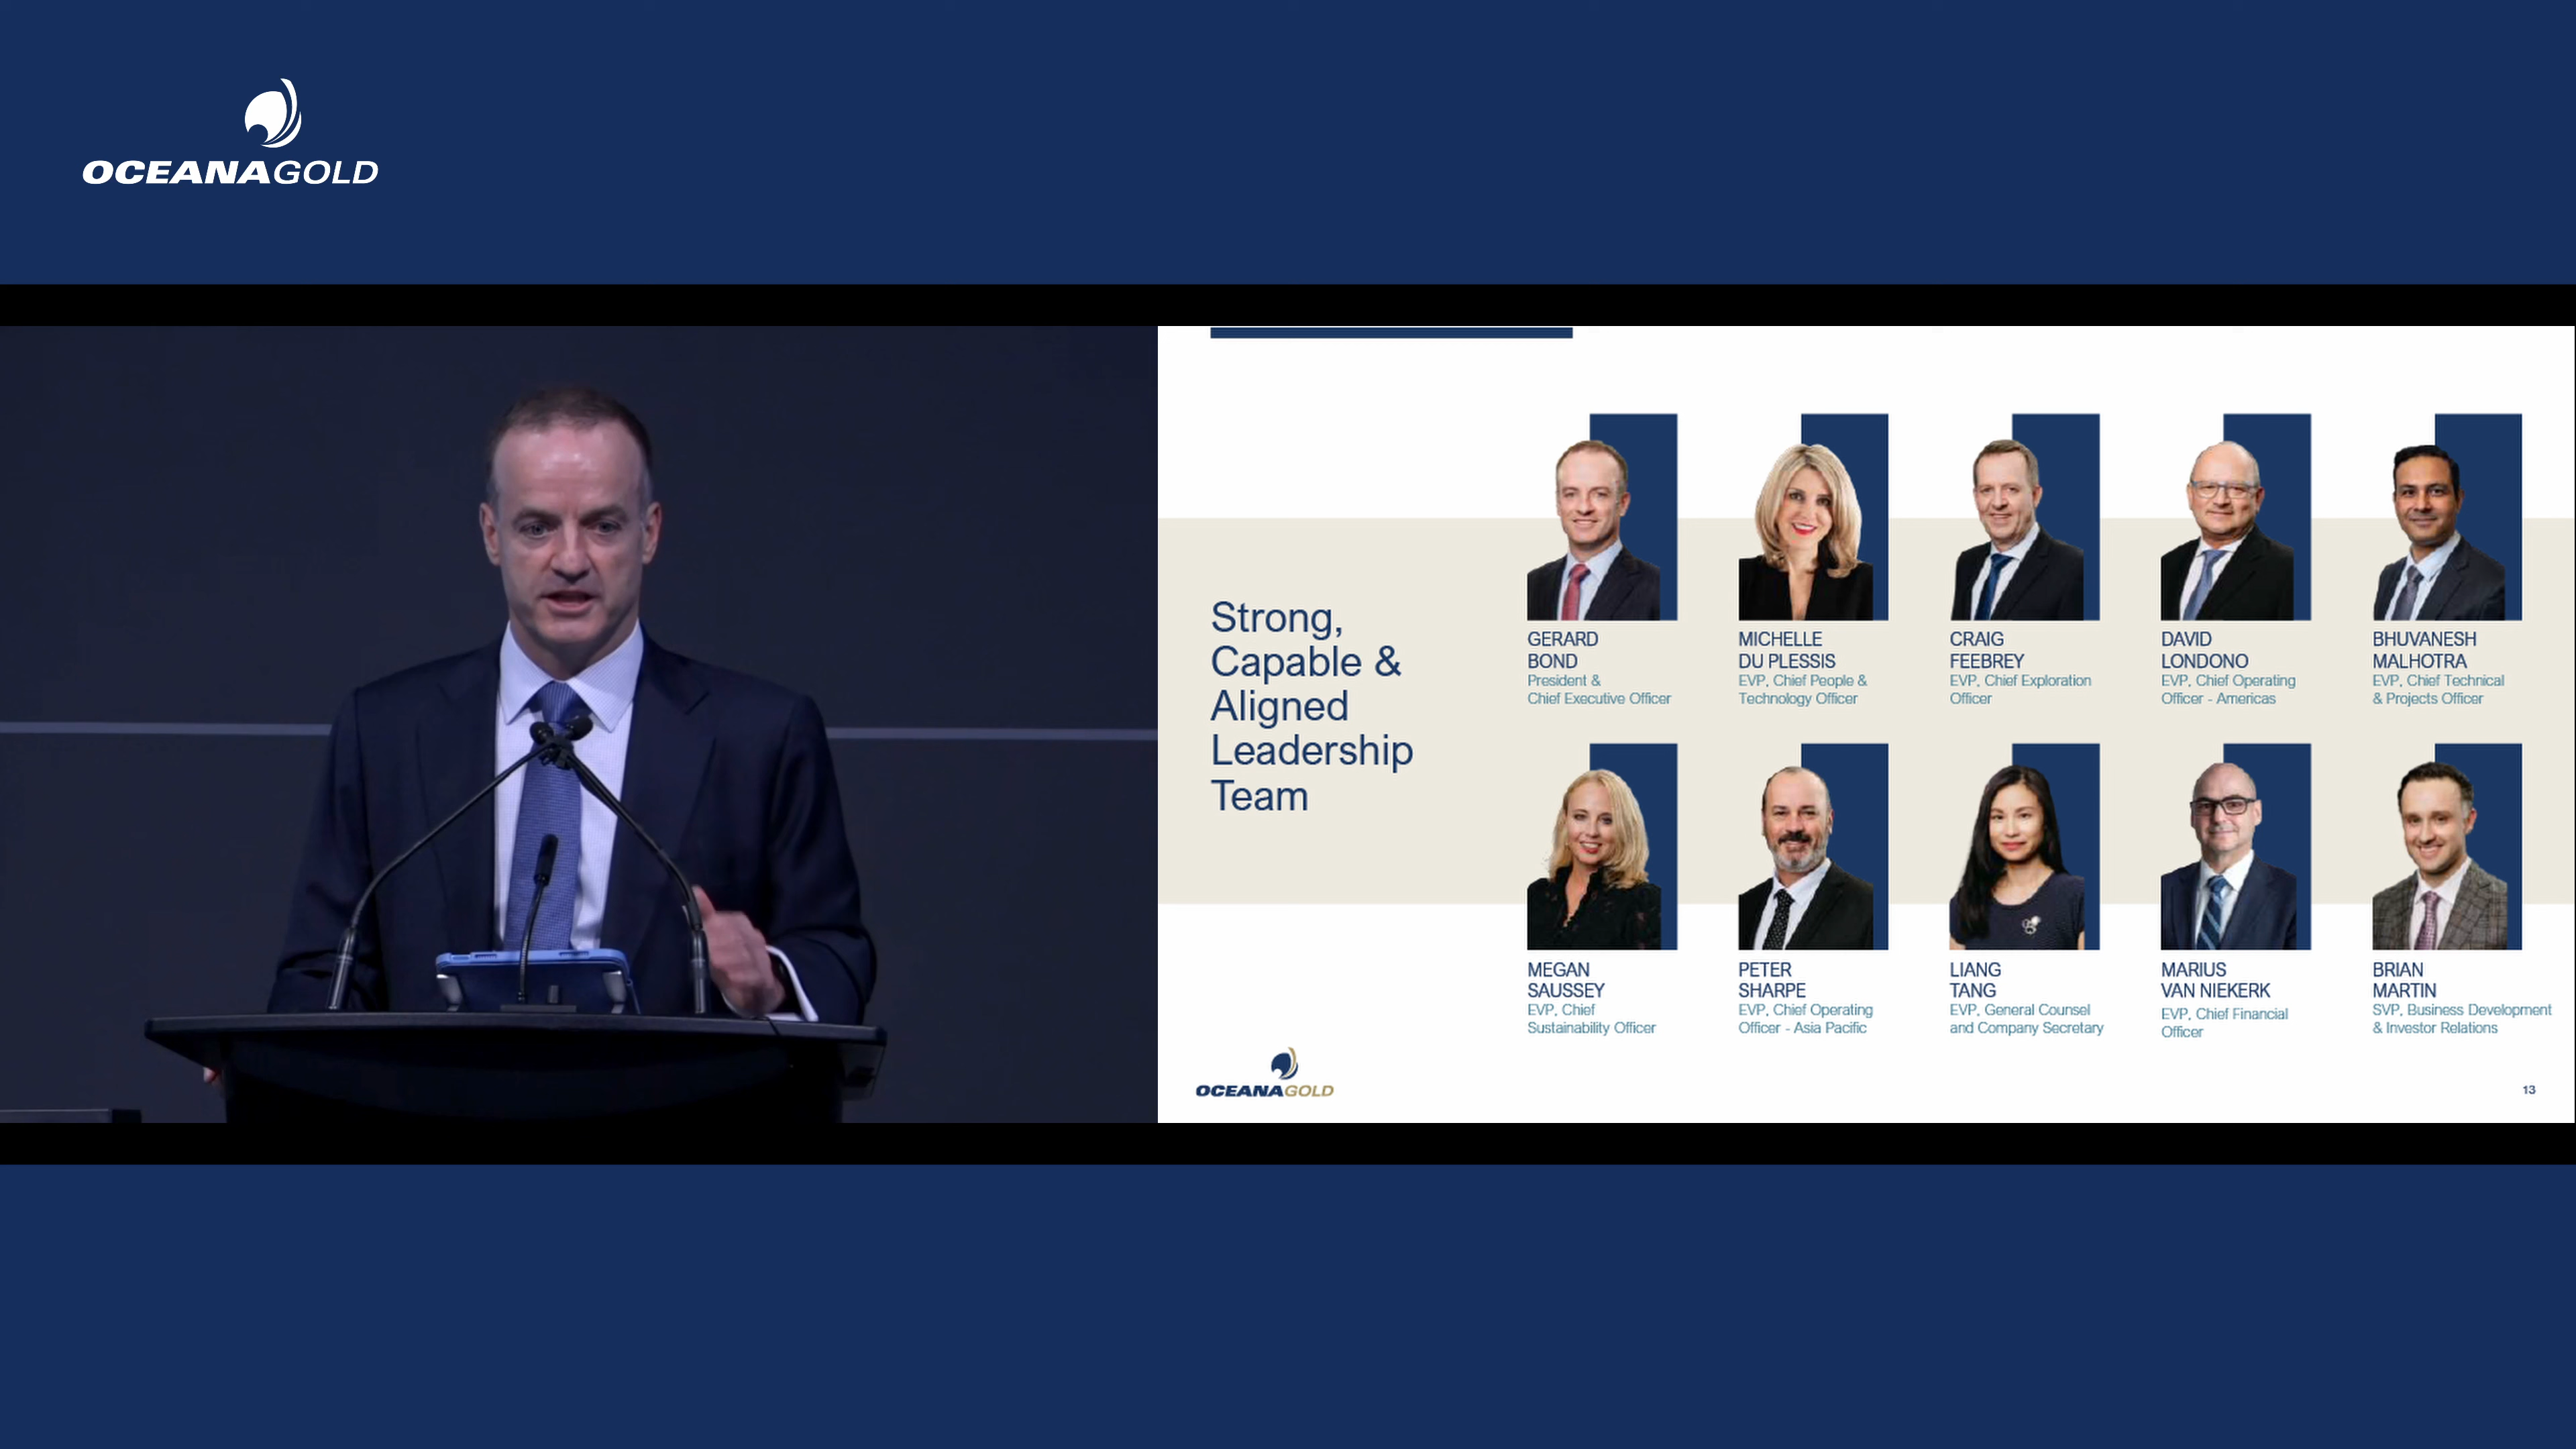 OCEANAGOLD
Strong,
Capable &
Aligned
Leadership
Team
GERARD
BOND
President &
Chief Executive Officer
MICHELLE
DU PLESSIS
EVP, Chief People &
Technology Officer
CRAIG
FEEBREY
EVP, Chief Exploration
Officer
DAVID
LONDONO
EVP, Chief Operating
Officer - Americas
BHUVANESH
MALHOTRA
EVP, Chief Technical
& Projects Officer
MEGAN
SAUSSEY
EVP, Chief
Sustainability Officer
PETER
SHARPE
EVP, Chief Operating
Officer - Asia Pacific
LIANG
TANG
EVP, General Counsel
and Company Secretary
MARIUS
VAN NIEKERK
EVP, Chief Financial
Officer
BRIAN
MARTIN
SVP, Business Development
& Investor Relations
OCEANAGOLD
13